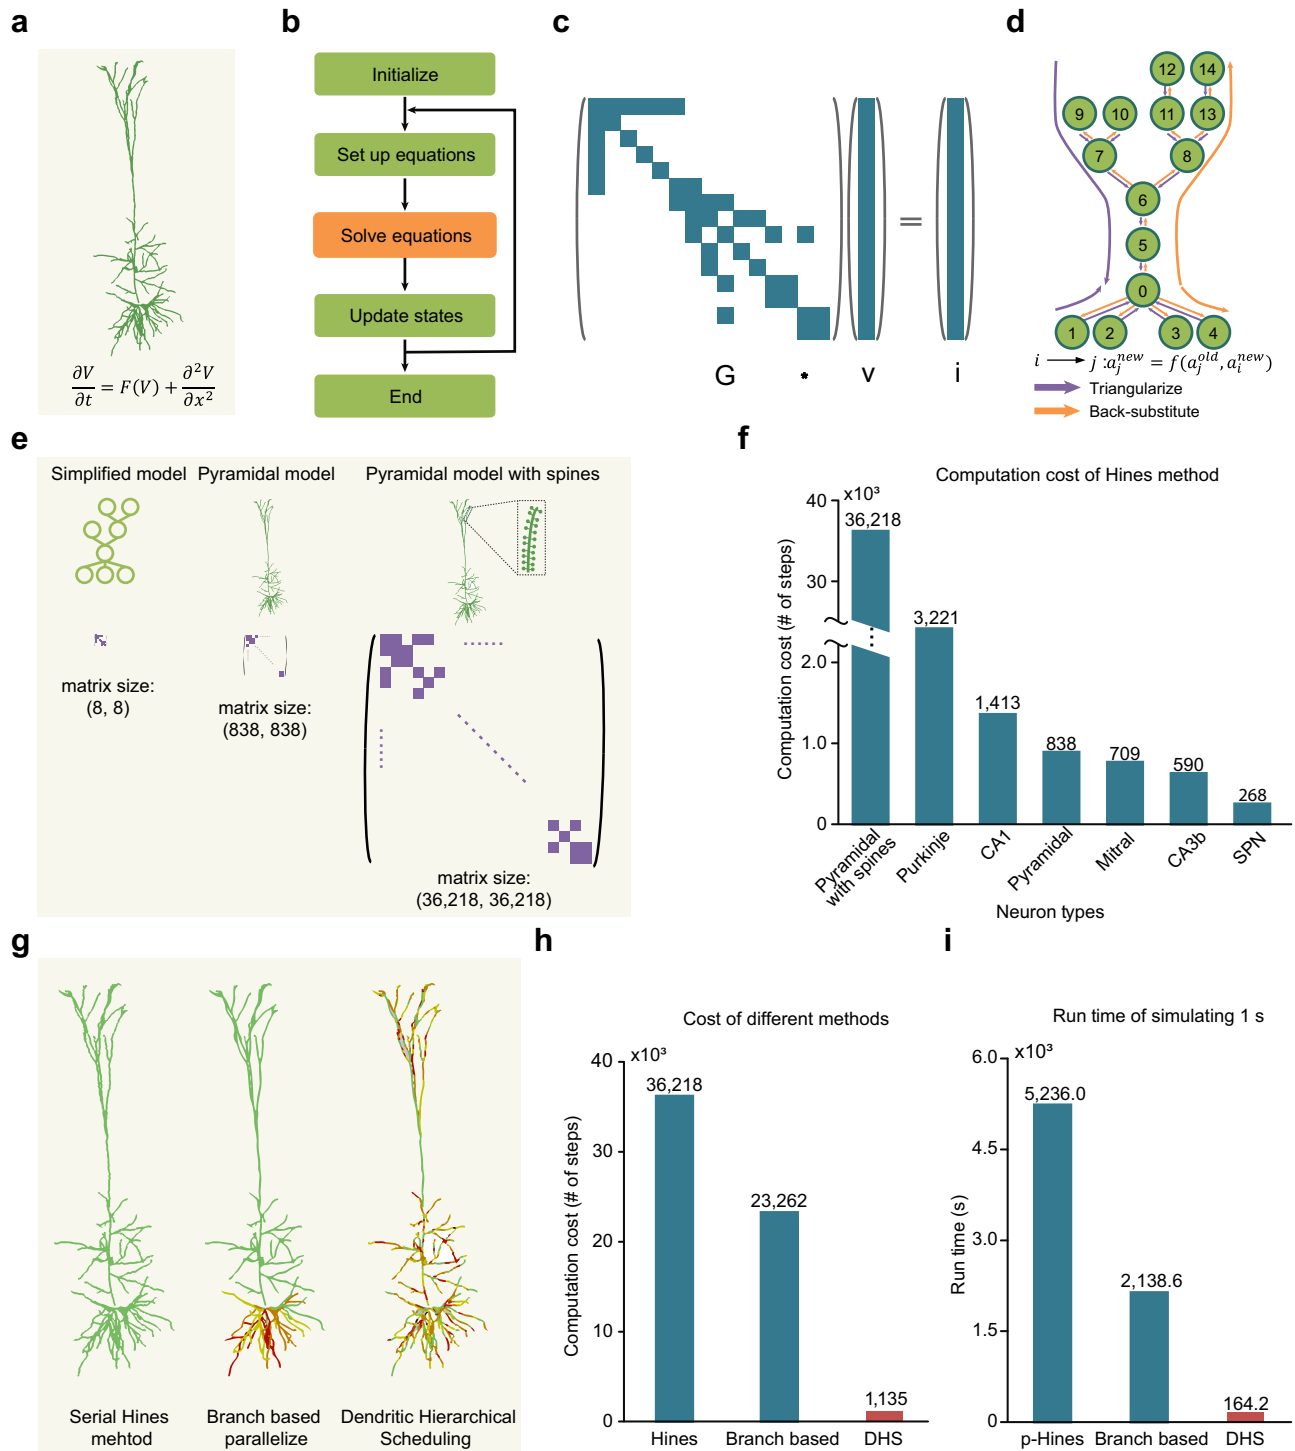 a
∂V/∂t = F(V) + ∂²V/∂x²
b
Initialize
Set up equations
Solve equations
Update states
End
c
G * v = i
d
12 14
9 10 11 13
7 8
6
5
0
1 2 3 4
i → j : a_j^new = f(a_j^old, a_i^new)
Triangularize
Back-substitute
e
Simplified model
matrix size:
(8, 8)
Pyramidal model
matrix size:
(838, 838)
Pyramidal model with spines
matrix size:
(36,218, 36,218)
f
Computation cost of Hines method
x10³
Computation cost (# of steps)
40
30
2.0
1.0
0
36,218
3,221
1,413
838
709
590
268
Pyramidal
with spines
Purkinje
CA1
Pyramidal
Mitral
CA3b
SPN
Neuron types
g
Serial Hines
mehtod
Branch based
parallelize
Dendritic Hierarchical
Scheduling
h
Cost of different methods
x10³
Computation cost (# of steps)
40
30
20
10
0
36,218
23,262
1,135
Hines
Branch based
DHS
i
Run time of simulating 1 s
x10³
Run time (s)
6.0
4.5
3.0
1.5
0
5,236.0
2,138.6
164.2
p-Hines
Branch based
DHS